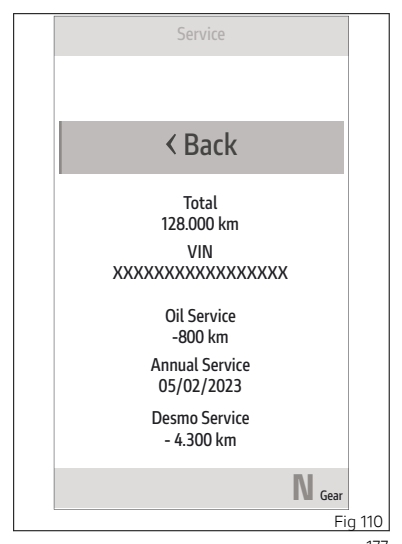 Service
< Back
Total
128.000 km
VIN
XXXXXXXXXXXXXXXXX
Oil Service
-800 km
Annual Service
05/02/2023
Desmo Service
- 4.300 km
N Gear
Fig 110
177